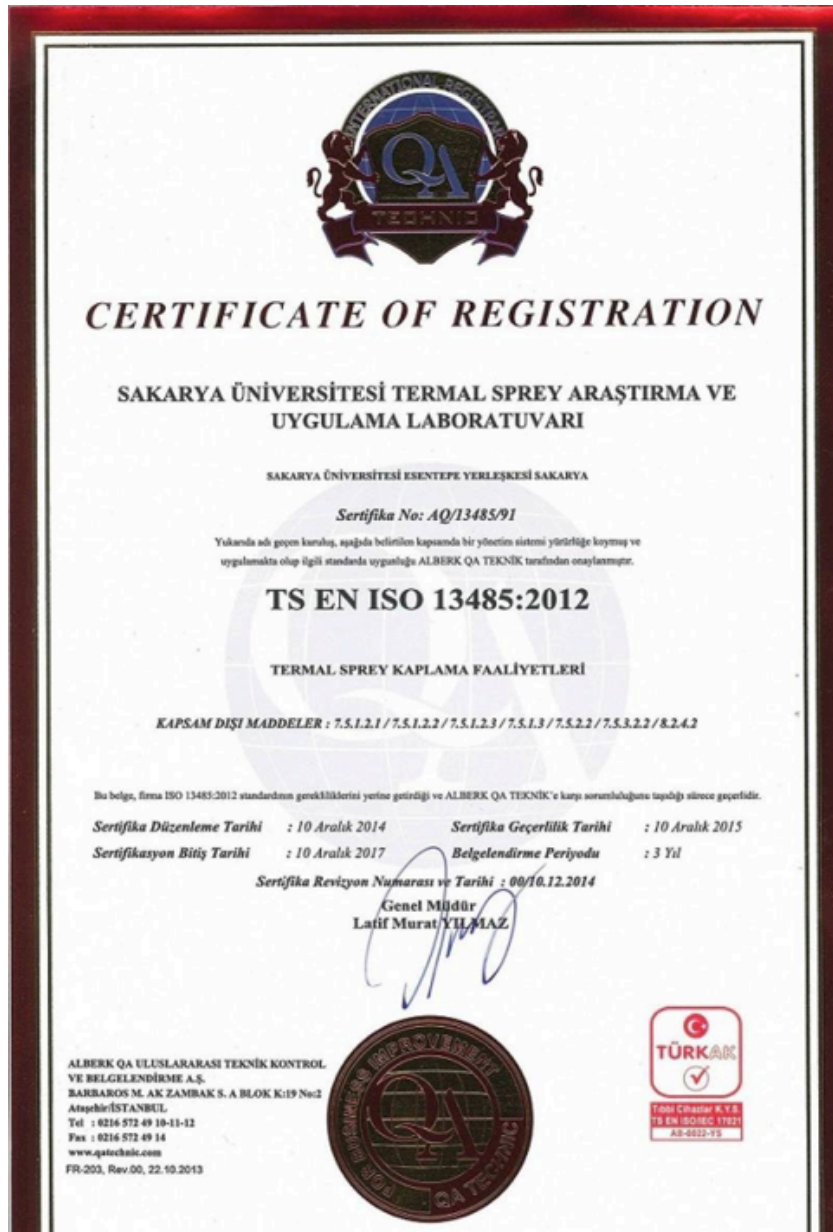 INTERNATIONAL REGISTRAR
QA
TECHNIC
CERTIFICATE OF REGISTRATION
SAKARYA ÜNİVERSİTESİ TERMAL SPREY ARAŞTIRMA VE
UYGULAMA LABORATUVARI
SAKARYA ÜNİVERSİTESİ ESENTEPE YERLEŞKESİ SAKARYA
Sertifika No: AQ/13485/91
Yukarıda adı geçen kuruluş, aşağıda belirtilen kapsamda bir yönetim sistemi yürürlüğe koymuş ve
uygulamakta olup ilgili standarda uygunluğu ALBERK QA TEKNİK tarafından onaylanmıştır.
TS EN ISO 13485:2012
TERMAL SPREY KAPLAMA FAALİYETLERİ
KAPSAM DIŞI MADDELER : 7.5.1.2.1 / 7.5.1.2.2 / 7.5.1.2.3 / 7.5.1.3 / 7.5.2.2 / 7.5.3.2.2 / 8.2.4.2
Bu belge, firma ISO 13485:2012 standardının gerekliliklerini yerine getirdiği ve ALBERK QA TEKNİK'e karşı sorumluluğunu taşıdığı sürece geçerlidir.
Sertifika Düzenleme Tarihi : 10 Aralık 2014 Sertifika Geçerlilik Tarihi : 10 Aralık 2015
Sertifikasyon Bitiş Tarihi : 10 Aralık 2017 Belgelendirme Periyodu : 3 Yıl
Sertifika Revizyon Numarası ve Tarihi : 00/10.12.2014
Genel Müdür
Latif Murat YILMAZ
ALBERK QA ULUSLARARASI TEKNİK KONTROL
VE BELGELENDİRME A.Ş.
BARBAROS M. AK ZAMBAK S. A BLOK K:19 No:2
Ataşehir/İSTANBUL
Tel : 0216 572 49 10-11-12
Fax : 0216 572 49 14
www.qatechnic.com
FR-203, Rev.00, 22.10.2013
FOR BUSINESS IMPROVEMENT
QA
QA TECHNIC
TÜRKAK
Tıbbi Cihazlar K.Y.S.
TS EN ISO/IEC 17021
AB-0022-YS